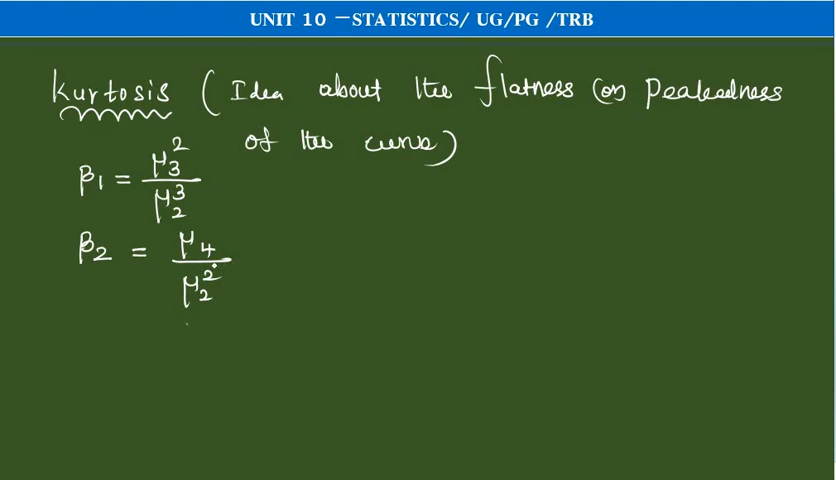 UNIT 10 – STATISTICS/ UG/PG /TRB
Kurtosis ( Idea about the flatness (or) Peakedness
of the curve)
β₁ = μ₃² / μ₂³
β₂ = μ₄ / μ₂²